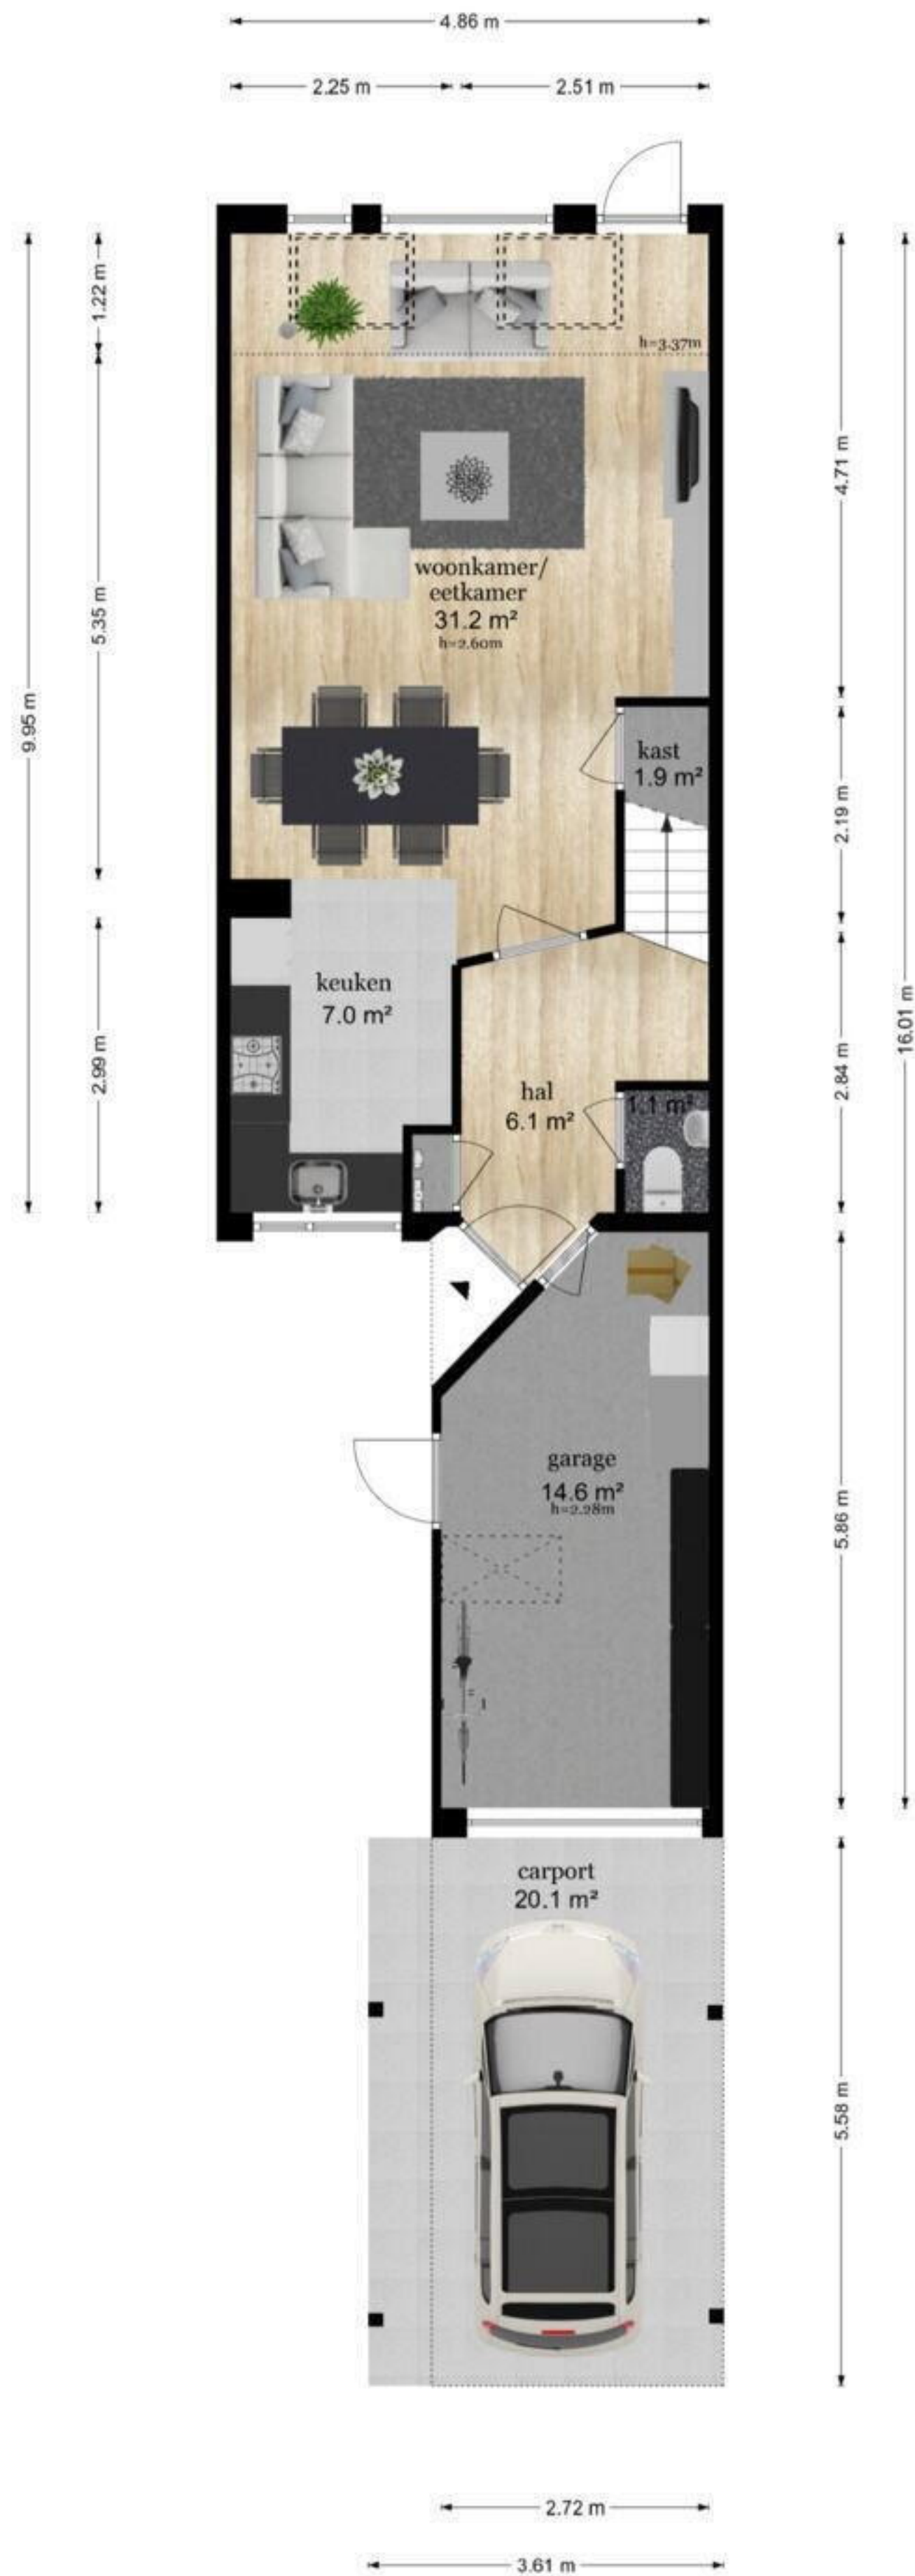 4.86 m
2.25 m
2.51 m
1.22 m
h=3.37m
4.71 m
5.35 m
woonkamer/
eetkamer
31.2 m²
h=2.60m
9.95 m
kast
1.9 m²
2.19 m
keuken
7.0 m²
16.01 m
2.99 m
2.84 m
hal
6.1 m²
1.1 m²
garage
14.6 m²
h=2.28m
5.86 m
carport
20.1 m²
5.58 m
2.72 m
3.61 m